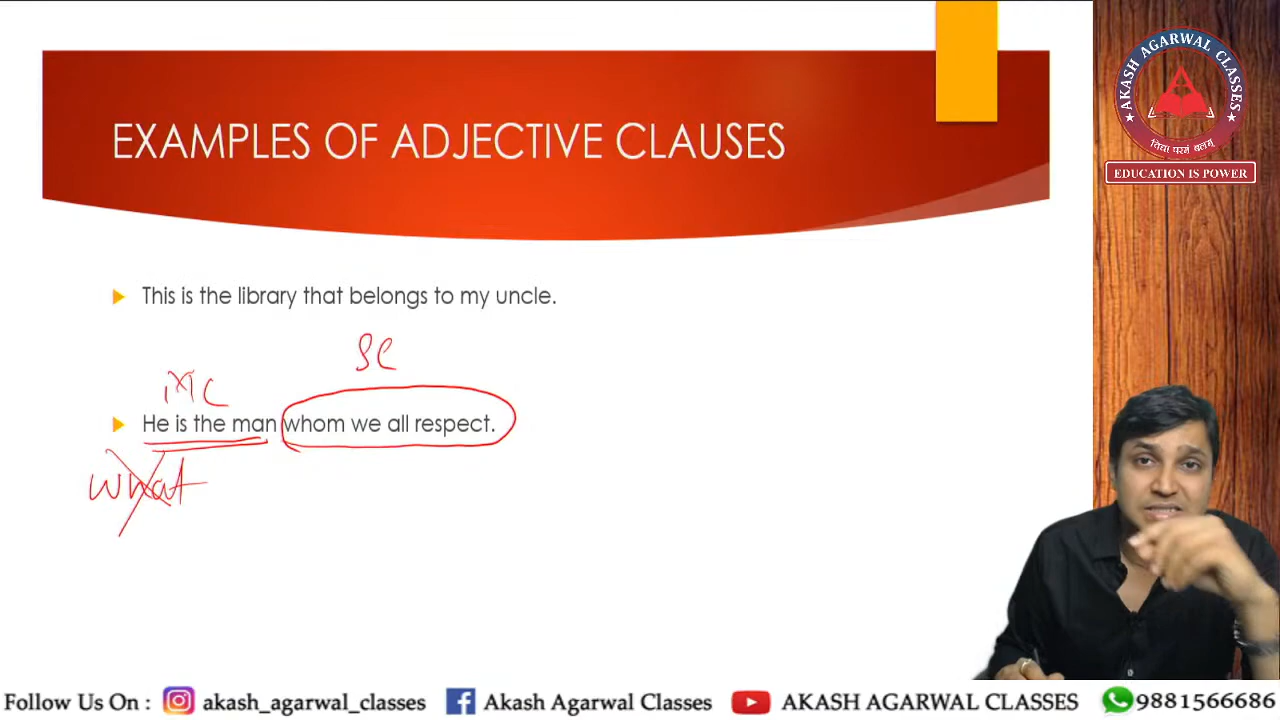 EXAMPLES OF ADJECTIVE CLAUSES
AKASH AGARWAL CLASSES
विद्या परमं बलम्
EDUCATION IS POWER
This is the library that belongs to my uncle.
SC
MC
He is the man whom we all respect.
what
Follow Us On : akash_agarwal_classes Akash Agarwal Classes AKASH AGARWAL CLASSES 9881566686